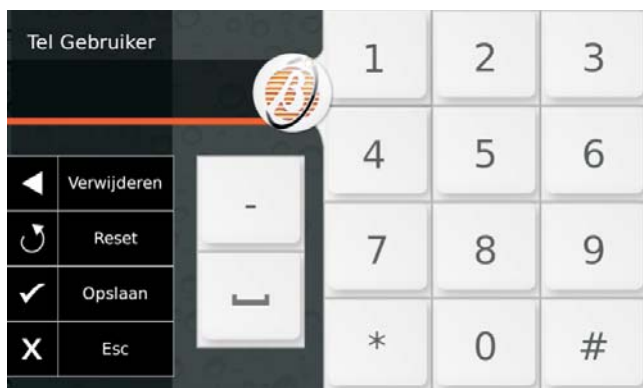 Tel Gebruiker
1 2 3
4 5 6
7 8 9
* 0 #
-
Verwijderen
Reset
Opslaan
X Esc